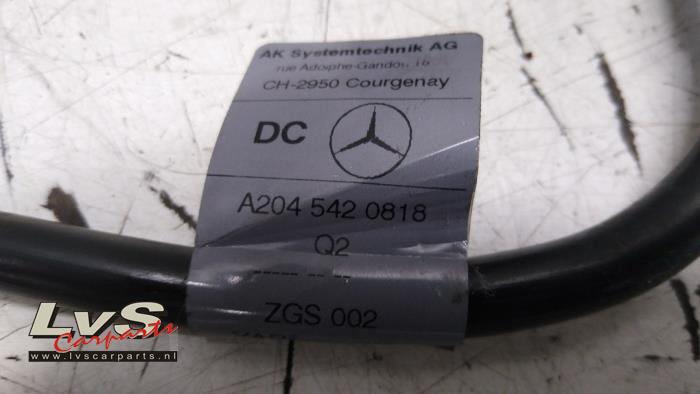 AK Systemtechnik AG
rue Adolphe-Gandon 16
CH-2950 Courgenay
DC
A204 542 0818
Q2
----- -- --
ZGS 002
LvS
Carparts
www.lvscarparts.nl